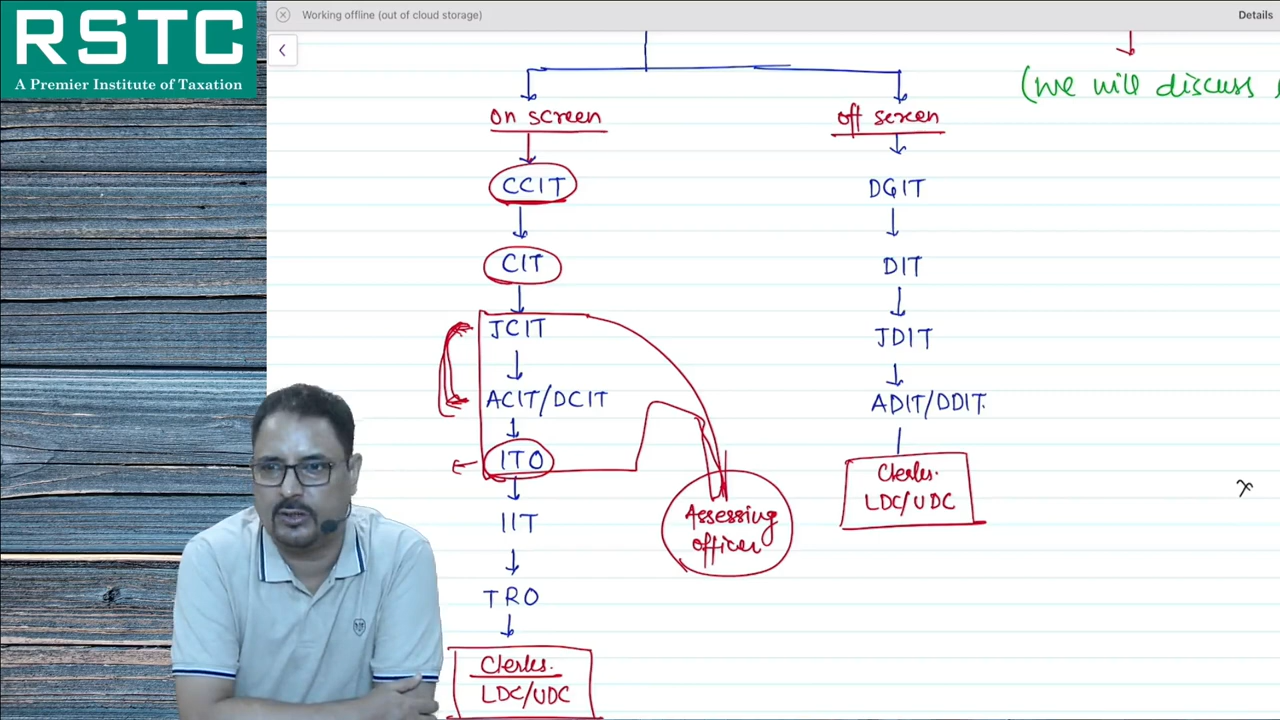 RSTC
A Premier Institute of Taxation
Working offline (out of cloud storage)
Details
(we will discuss
on screen
off screen
CCIT
DGIT
CIT
DIT
JCIT
JDIT
ACIT/DCIT
ADIT/DDIT.
ITO
Clerks.
LDC/UDC
Assessing
officer
IIT
TRO
Clerks.
LDC/UDC